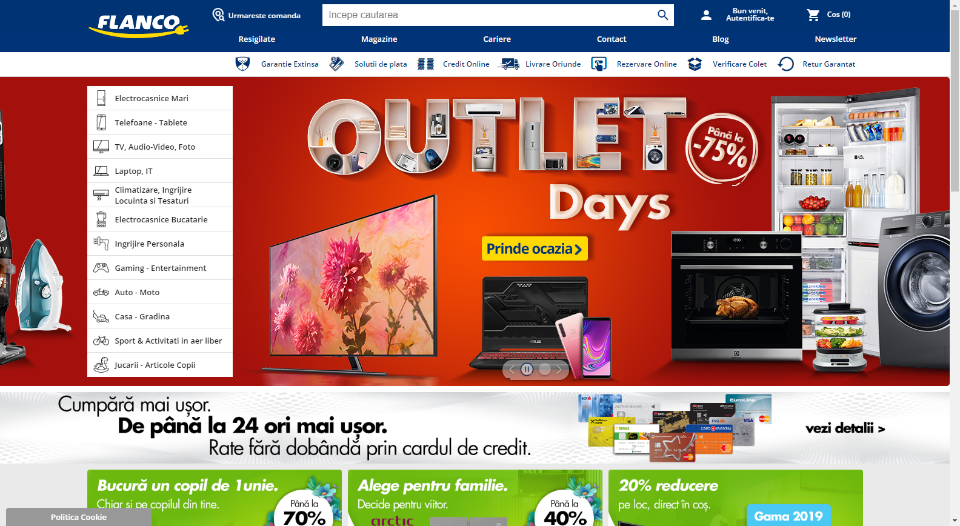 FLANCO
Urmareste comanda
Incepe cautarea
Bun venit,
Autentifica-te
Cos (0)
Resigilate
Magazine
Cariere
Contact
Blog
Newsletter
Garantie Extinsa
Solutii de plata
Credit Online
Livrare Oriunde
Rezervare Online
Verificare Colet
Retur Garantat
Electrocasnice Mari
Telefoane - Tablete
TV, Audio-Video, Foto
Laptop, IT
Climatizare, Ingrijire
Locuinta si Tesaturi
Electrocasnice Bucatarie
Ingrijire Personala
Gaming - Entertainment
Auto - Moto
Casa - Gradina
Sport & Activitati in aer liber
Jucarii - Articole Copii
OUTLET
Days
Până la
-75%
Prinde ocazia
Cumpără mai ușor.
De până la 24 ori mai ușor.
Rate fără dobândă prin cardul de credit.
vezi detalii >
Bucură un copil de 1iunie.
Chiar și pe copilul din tine.
Până la
70%
Alege pentru familie.
Decide pentru viitor.
arctic
Până la
40%
20% reducere
pe loc, direct în coș.
Gama 2019
Politica Cookie